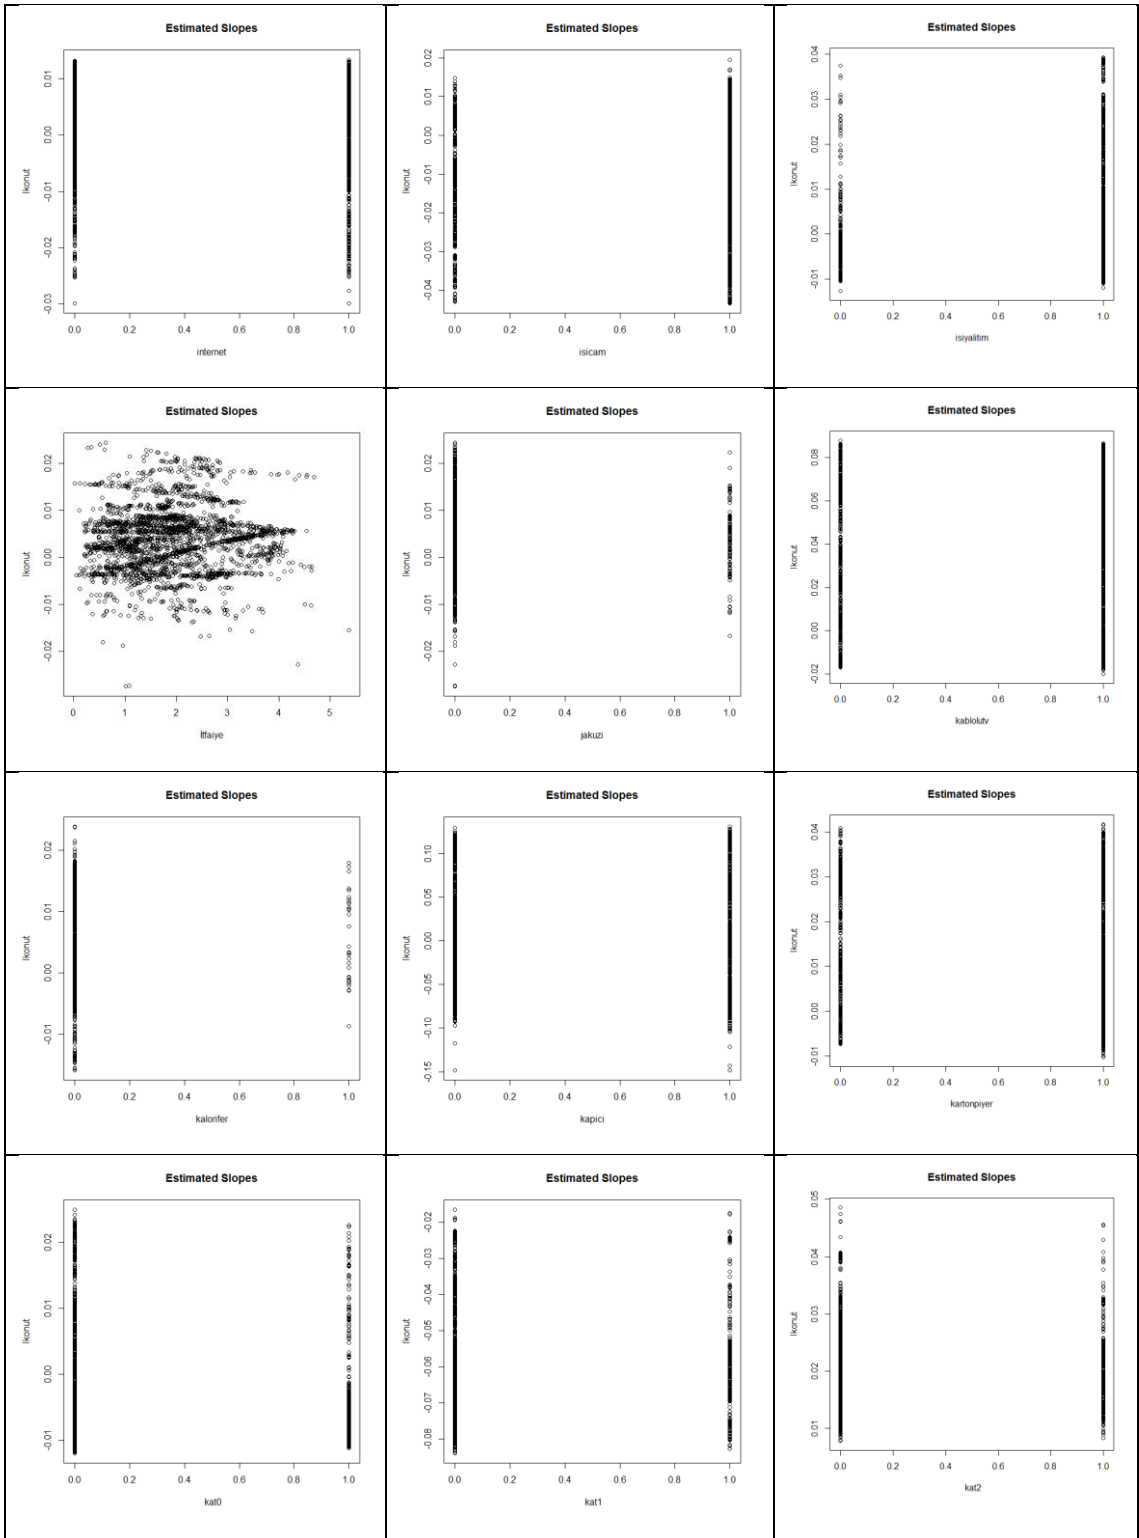 Estimated Slopes
lkonut
0.01
0.00
-0.01
-0.02
-0.03
0.0 0.2 0.4 0.6 0.8 1.0
internet
Estimated Slopes
lkonut
0.02
0.01
0.00
-0.01
-0.02
-0.03
-0.04
0.0 0.2 0.4 0.6 0.8 1.0
isicam
Estimated Slopes
lkonut
0.04
0.03
0.02
0.01
0.00
-0.01
0.0 0.2 0.4 0.6 0.8 1.0
isiyalitim
Estimated Slopes
lkonut
0.02
0.01
0.00
-0.01
-0.02
0 1 2 3 4 5
İtfaiye
Estimated Slopes
lkonut
0.02
0.01
0.00
-0.01
-0.02
0.0 0.2 0.4 0.6 0.8 1.0
jakuzi
Estimated Slopes
lkonut
0.08
0.06
0.04
0.02
0.00
-0.02
0.0 0.2 0.4 0.6 0.8 1.0
kablolutv
Estimated Slopes
lkonut
0.02
0.01
0.00
-0.01
0.0 0.2 0.4 0.6 0.8 1.0
kalorifer
Estimated Slopes
lkonut
0.10
0.05
0.00
-0.05
-0.10
-0.15
0.0 0.2 0.4 0.6 0.8 1.0
kapici
Estimated Slopes
lkonut
0.04
0.03
0.02
0.01
0.00
-0.01
0.0 0.2 0.4 0.6 0.8 1.0
kartonpiyer
Estimated Slopes
lkonut
0.02
0.01
0.00
-0.01
0.0 0.2 0.4 0.6 0.8 1.0
kat0
Estimated Slopes
lkonut
-0.02
-0.03
-0.04
-0.05
-0.06
-0.07
-0.08
0.0 0.2 0.4 0.6 0.8 1.0
kat1
Estimated Slopes
lkonut
0.05
0.04
0.03
0.02
0.01
0.0 0.2 0.4 0.6 0.8 1.0
kat2